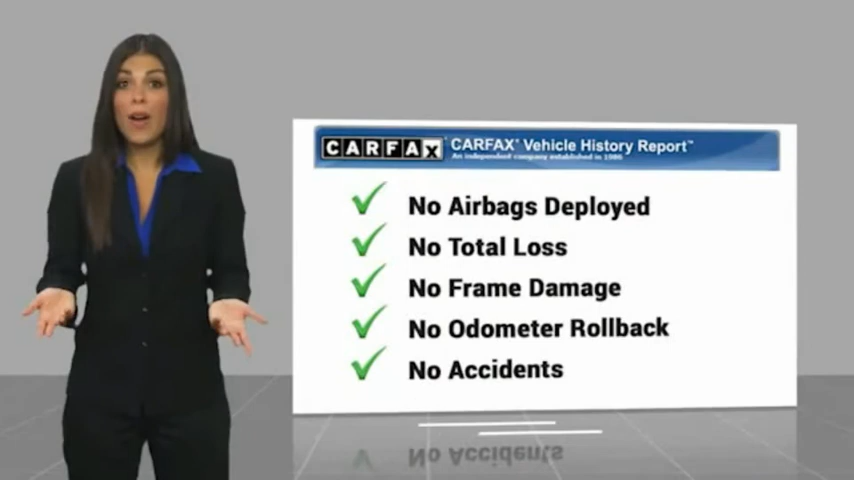 CARFAX CARFAX® Vehicle History Report™
An independent company established in 1986
No Airbags Deployed
No Total Loss
No Frame Damage
No Odometer Rollback
No Accidents
No Accidents